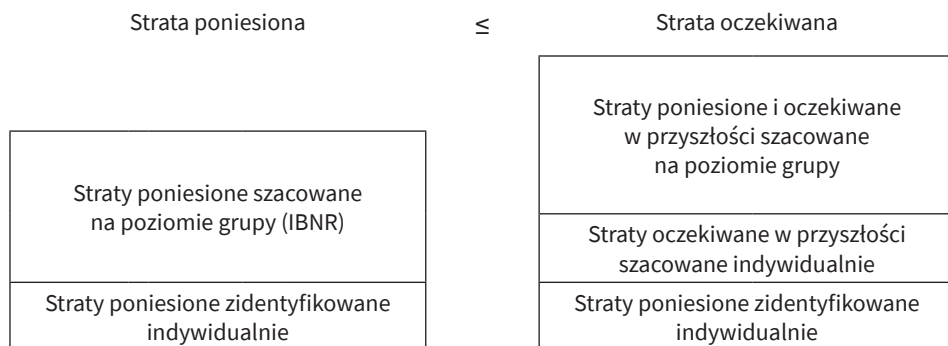 Strata poniesiona ≤ Strata oczekiwana
Straty poniesione szacowane
na poziomie grupy (IBNR)
Straty poniesione zidentyfikowane
indywidualnie
Straty poniesione i oczekiwane
w przyszłości szacowane
na poziomie grupy
Straty oczekiwane w przyszłości
szacowane indywidualnie
Straty poniesione zidentyfikowane
indywidualnie